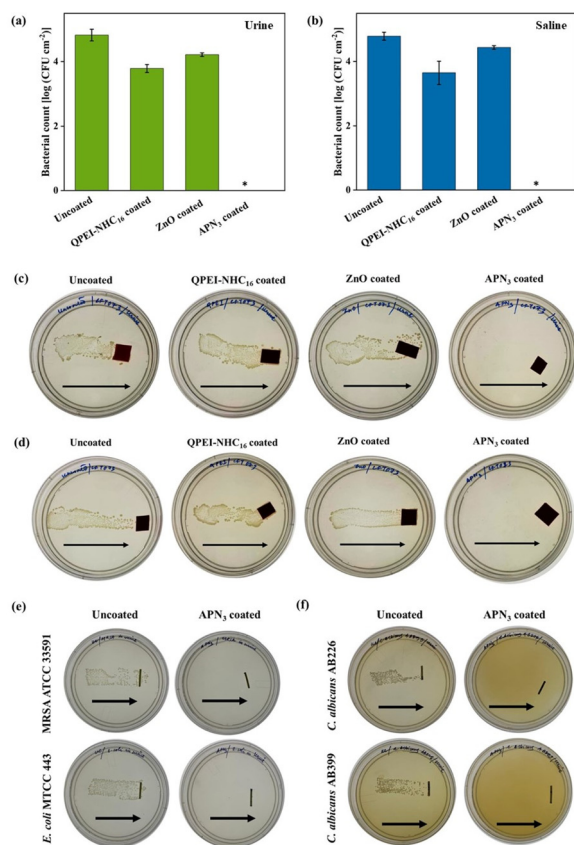 (a)
Urine
Bacterial count [log (CFU cm⁻²)]
4
2
0
*
Uncoated
QPEI-NHC₁₆ coated
ZnO coated
APN₃ coated
(b)
Saline
Bacterial count [log (CFU cm⁻²)]
4
2
0
*
Uncoated
QPEI-NHC₁₆ coated
ZnO coated
APN₃ coated
(c)
Uncoated
QPEI-NHC₁₆ coated
ZnO coated
APN₃ coated
(d)
Uncoated
QPEI-NHC₁₆ coated
ZnO coated
APN₃ coated
(e)
Uncoated
APN₃ coated
MRSA ATCC 33591
E. coli MTCC 443
(f)
Uncoated
APN₃ coated
C. albicans AB226
C. albicans AB399